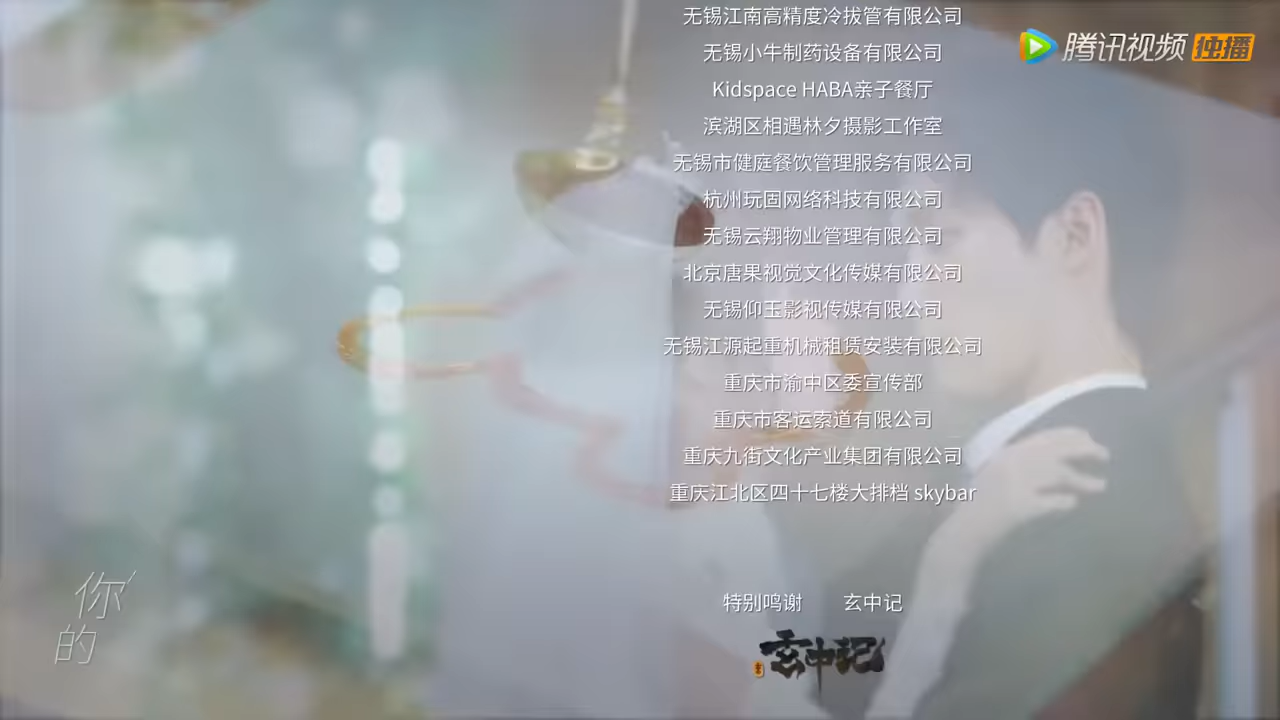 无锡江南高精度冷拔管有限公司
腾讯视频 独播
无锡小牛制药设备有限公司
Kidspace HABA亲子餐厅
滨湖区相遇林夕摄影工作室
无锡市健庭餐饮管理服务有限公司
杭州玩固网络科技有限公司
无锡云翔物业管理有限公司
北京唐果视觉文化传媒有限公司
无锡仰玉影视传媒有限公司
无锡江源起重机械租赁安装有限公司
重庆市渝中区委宣传部
重庆市客运索道有限公司
重庆九街文化产业集团有限公司
重庆江北区四十七楼大排档 skybar
你
的
特别鸣谢 玄中记
玄中记